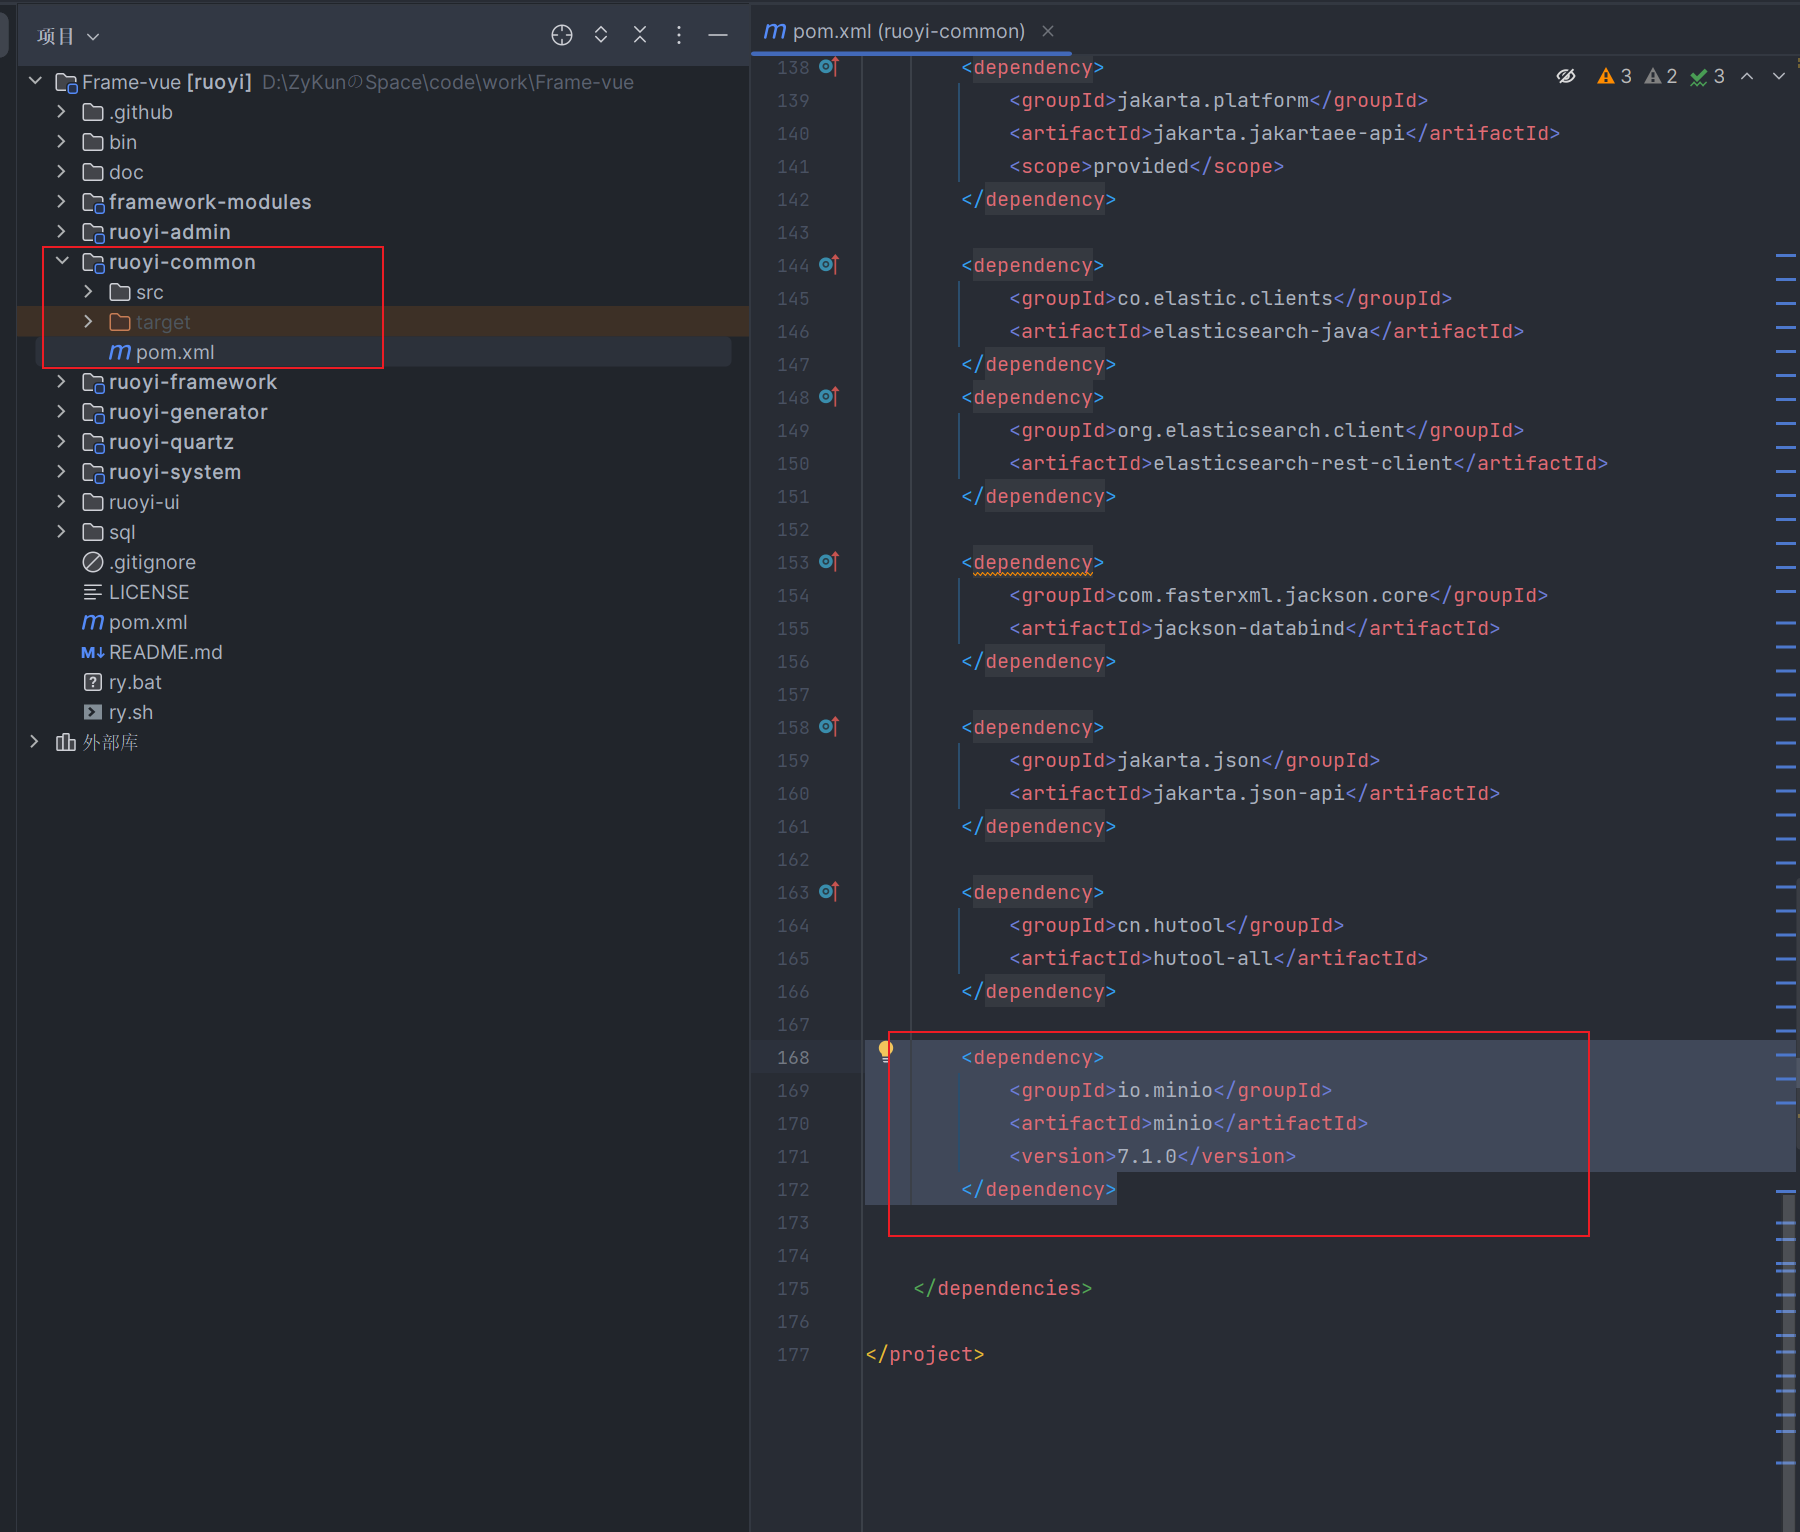 项目
Frame-vue [ruoyi] D:\ZyKunのSpace\code\work\Frame-vue
.github
bin
doc
framework-modules
ruoyi-admin
ruoyi-common
src
target
pom.xml
ruoyi-framework
ruoyi-generator
ruoyi-quartz
ruoyi-system
ruoyi-ui
sql
.gitignore
LICENSE
pom.xml
README.md
ry.bat
ry.sh
外部库
pom.xml (ruoyi-common)
3 2 3
138 <dependency>
139 <groupId>jakarta.platform</groupId>
140 <artifactId>jakarta.jakartaee-api</artifactId>
141 <scope>provided</scope>
142 </dependency>
143
144 <dependency>
145 <groupId>co.elastic.clients</groupId>
146 <artifactId>elasticsearch-java</artifactId>
147 </dependency>
148 <dependency>
149 <groupId>org.elasticsearch.client</groupId>
150 <artifactId>elasticsearch-rest-client</artifactId>
151 </dependency>
152
153 <dependency>
154 <groupId>com.fasterxml.jackson.core</groupId>
155 <artifactId>jackson-databind</artifactId>
156 </dependency>
157
158 <dependency>
159 <groupId>jakarta.json</groupId>
160 <artifactId>jakarta.json-api</artifactId>
161 </dependency>
162
163 <dependency>
164 <groupId>cn.hutool</groupId>
165 <artifactId>hutool-all</artifactId>
166 </dependency>
167
168 <dependency>
169 <groupId>io.minio</groupId>
170 <artifactId>minio</artifactId>
171 <version>7.1.0</version>
172 </dependency>
173
174
175 </dependencies>
176
177 </project>